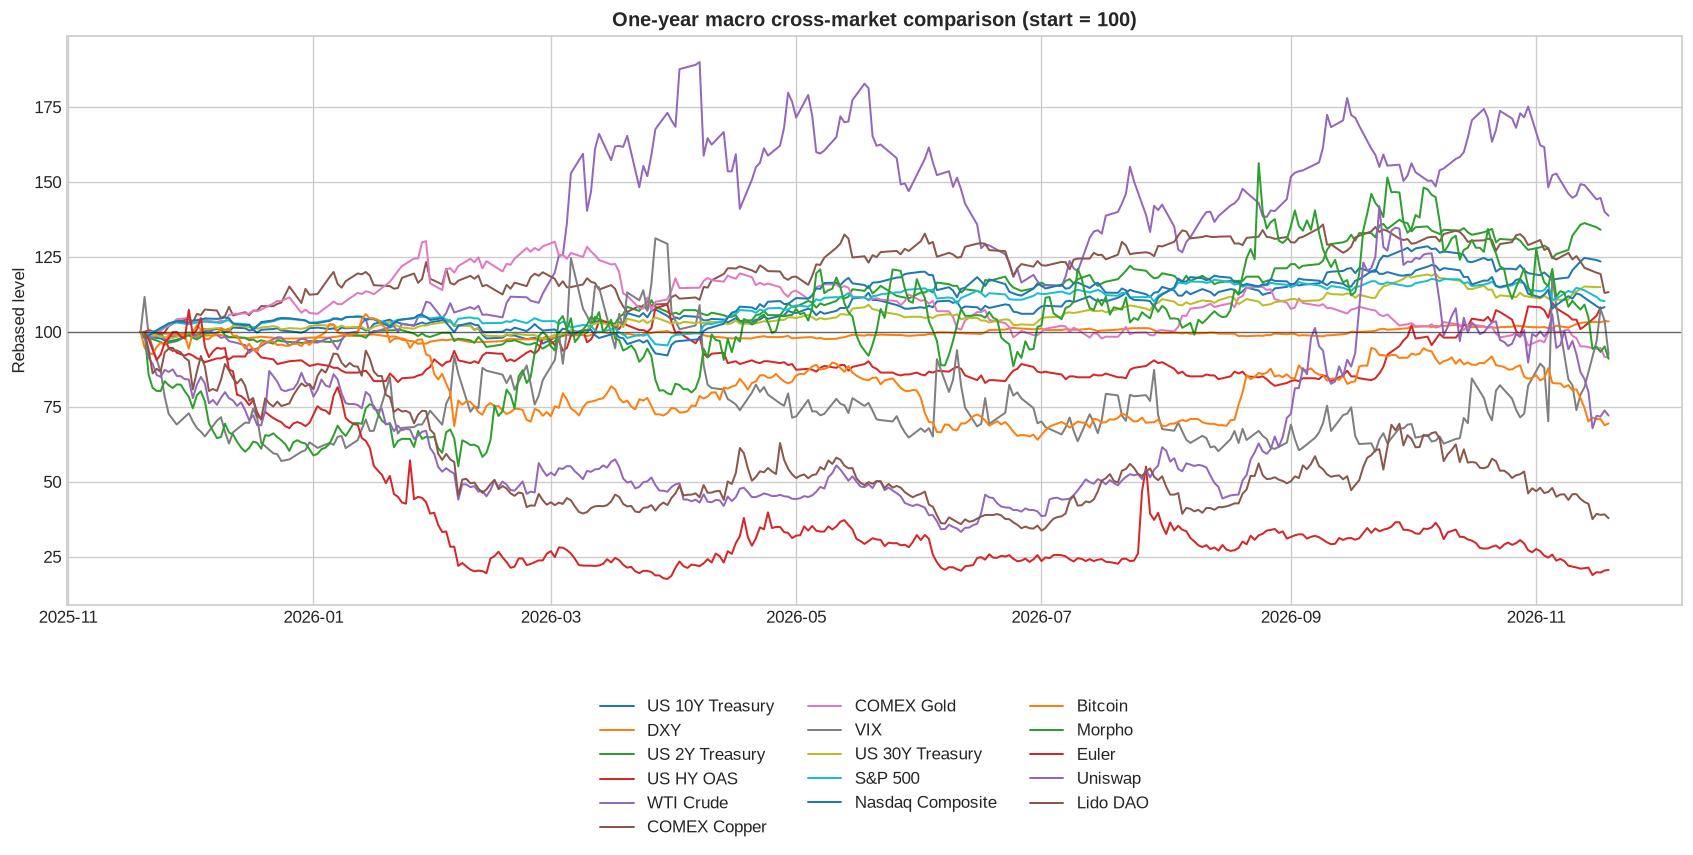 One-year macro cross-market comparison (start = 100)
Rebased level
175
150
125
100
75
50
25
2025-11
2026-01
2026-03
2026-05
2026-07
2026-09
2026-11
US 10Y Treasury
DXY
US 2Y Treasury
US HY OAS
WTI Crude
COMEX Copper
COMEX Gold
VIX
US 30Y Treasury
S&P 500
Nasdaq Composite
Bitcoin
Morpho
Euler
Uniswap
Lido DAO